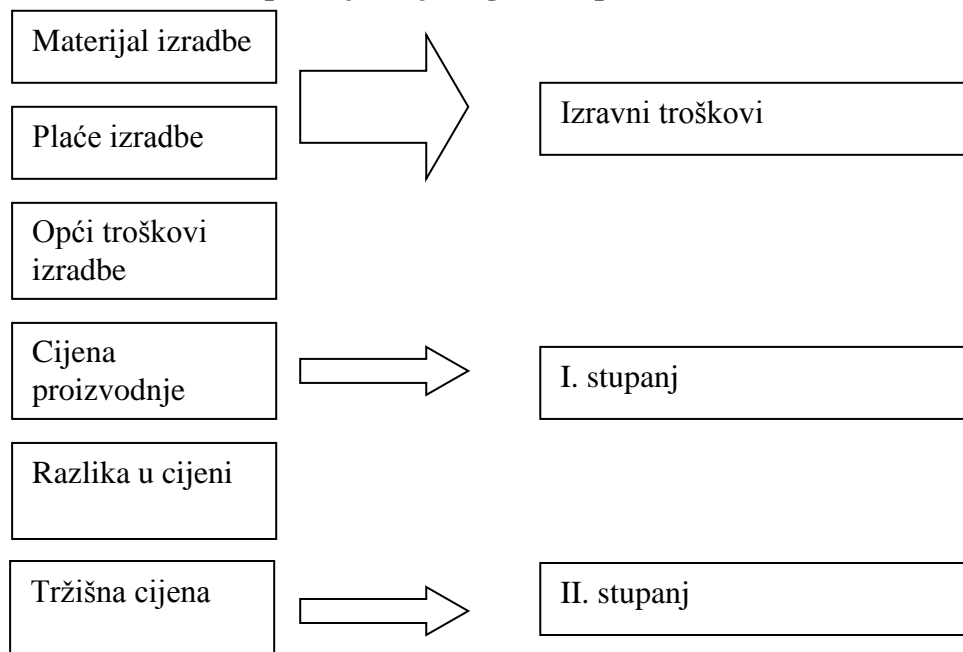 Materijal izradbe
Plaće izradbe
Izravni troškovi
Opći troškovi
izradbe
Cijena
proizvodnje
I. stupanj
Razlika u cijeni
Tržišna cijena
II. stupanj